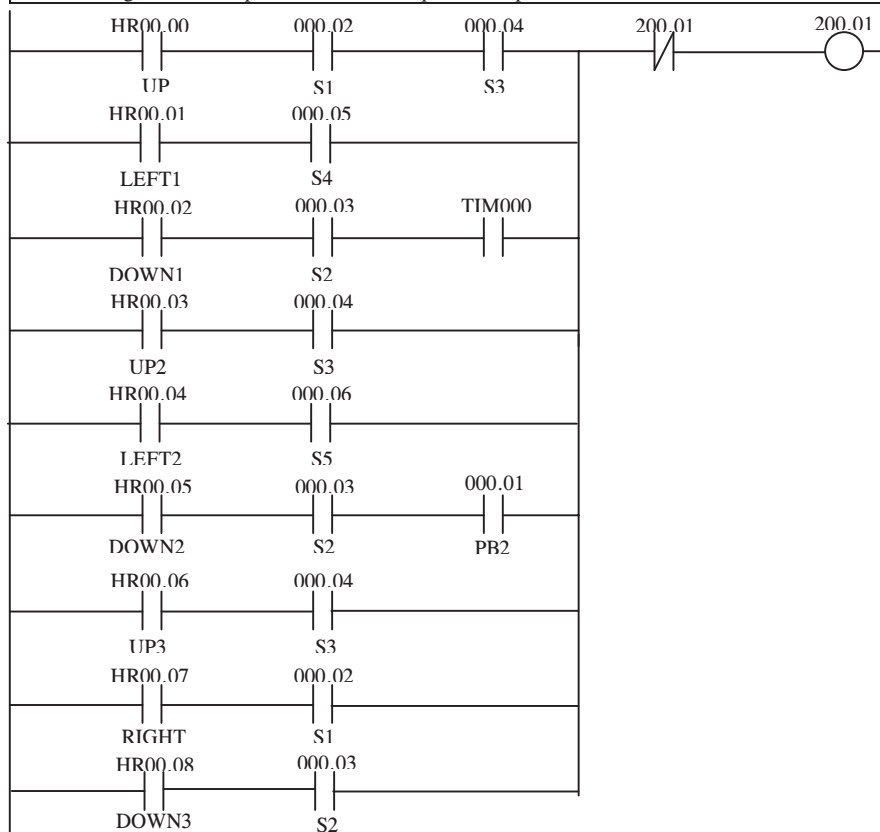 HR00.00 000.02 000.04 200.01 200.01
UP S1 S3
HR00.01 000.05
LEFT1 S4
HR00.02 000.03 TIM000
DOWN1 S2
HR00.03 000.04
UP2 S3
HR00.04 000.06
LEFT2 S5
HR00.05 000.03 000.01
DOWN2 S2 PB2
HR00.06 000.04
UP3 S3
HR00.07 000.02
RIGHT S1
HR00.08 000.03
DOWN3 S2